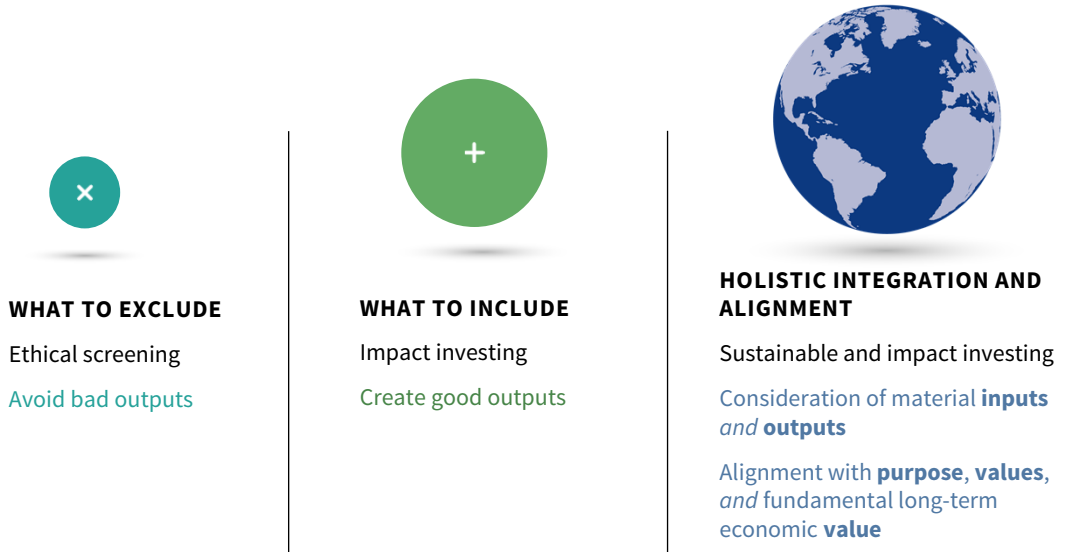 WHAT TO EXCLUDE
Ethical screening
Avoid bad outputs
WHAT TO INCLUDE
Impact investing
Create good outputs
HOLISTIC INTEGRATION AND
ALIGNMENT
Sustainable and impact investing
Consideration of material inputs
and outputs
Alignment with purpose, values,
and fundamental long-term
economic value